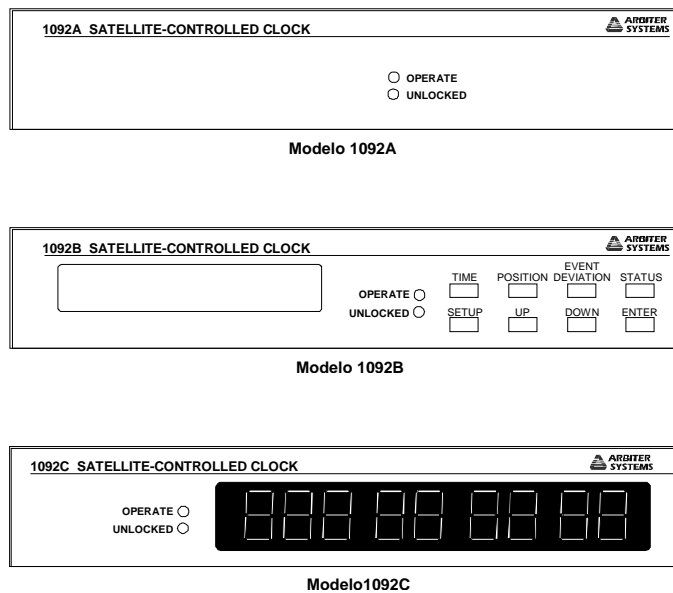 1092A SATELLITE-CONTROLLED CLOCK
ARBITER
SYSTEMS
OPERATE
UNLOCKED
Modelo 1092A
1092B SATELLITE-CONTROLLED CLOCK
ARBITER
SYSTEMS
OPERATE
UNLOCKED
TIME POSITION EVENT DEVIATION STATUS
SETUP UP DOWN ENTER
Modelo 1092B
1092C SATELLITE-CONTROLLED CLOCK
ARBITER
SYSTEMS
OPERATE
UNLOCKED
Modelo1092C